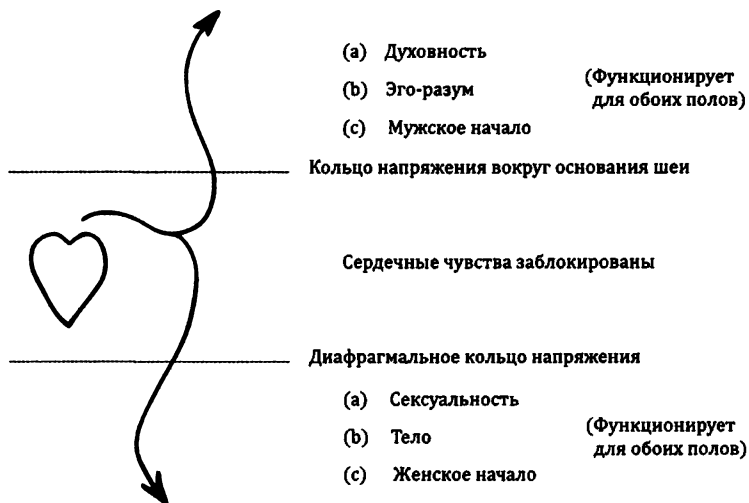 (a) Духовность
(b) Эго-разум
(c) Мужское начало
(Функционирует
для обоих полов)
Кольцо напряжения вокруг основания шеи
Сердечные чувства заблокированы
Диафрагмальное кольцо напряжения
(a) Сексуальность
(b) Тело
(c) Женское начало
(Функционирует
для обоих полов)